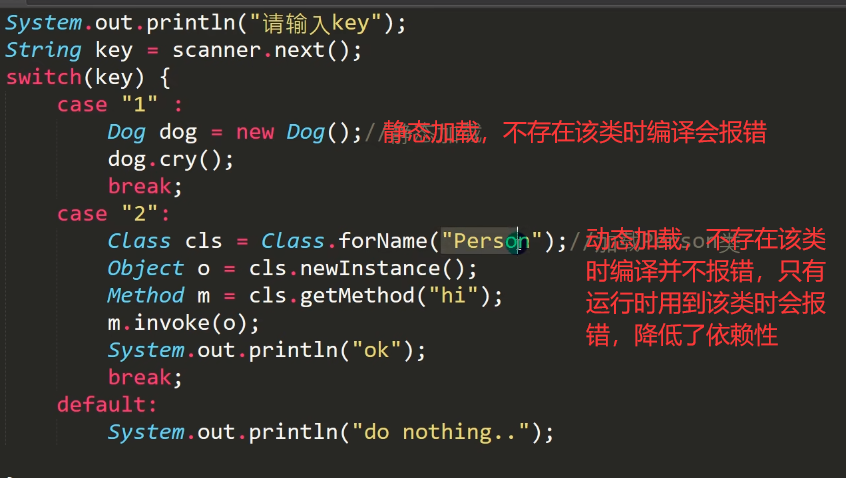 System.out.println("请输入key");
String key = scanner.next();
switch(key) {
case "1" :
Dog dog = new Dog();//静态加载，不存在该类时编译会报错
dog.cry();
break;
case "2":
Class cls = Class.forName("Person");//
动态加载，不存在该类
时编译并不报错，只有
运行时用到该类时会报
错，降低了依赖性
Object o = cls.newInstance();
Method m = cls.getMethod("hi");
m.invoke(o);
System.out.println("ok");
break;
default:
System.out.println("do nothing..");